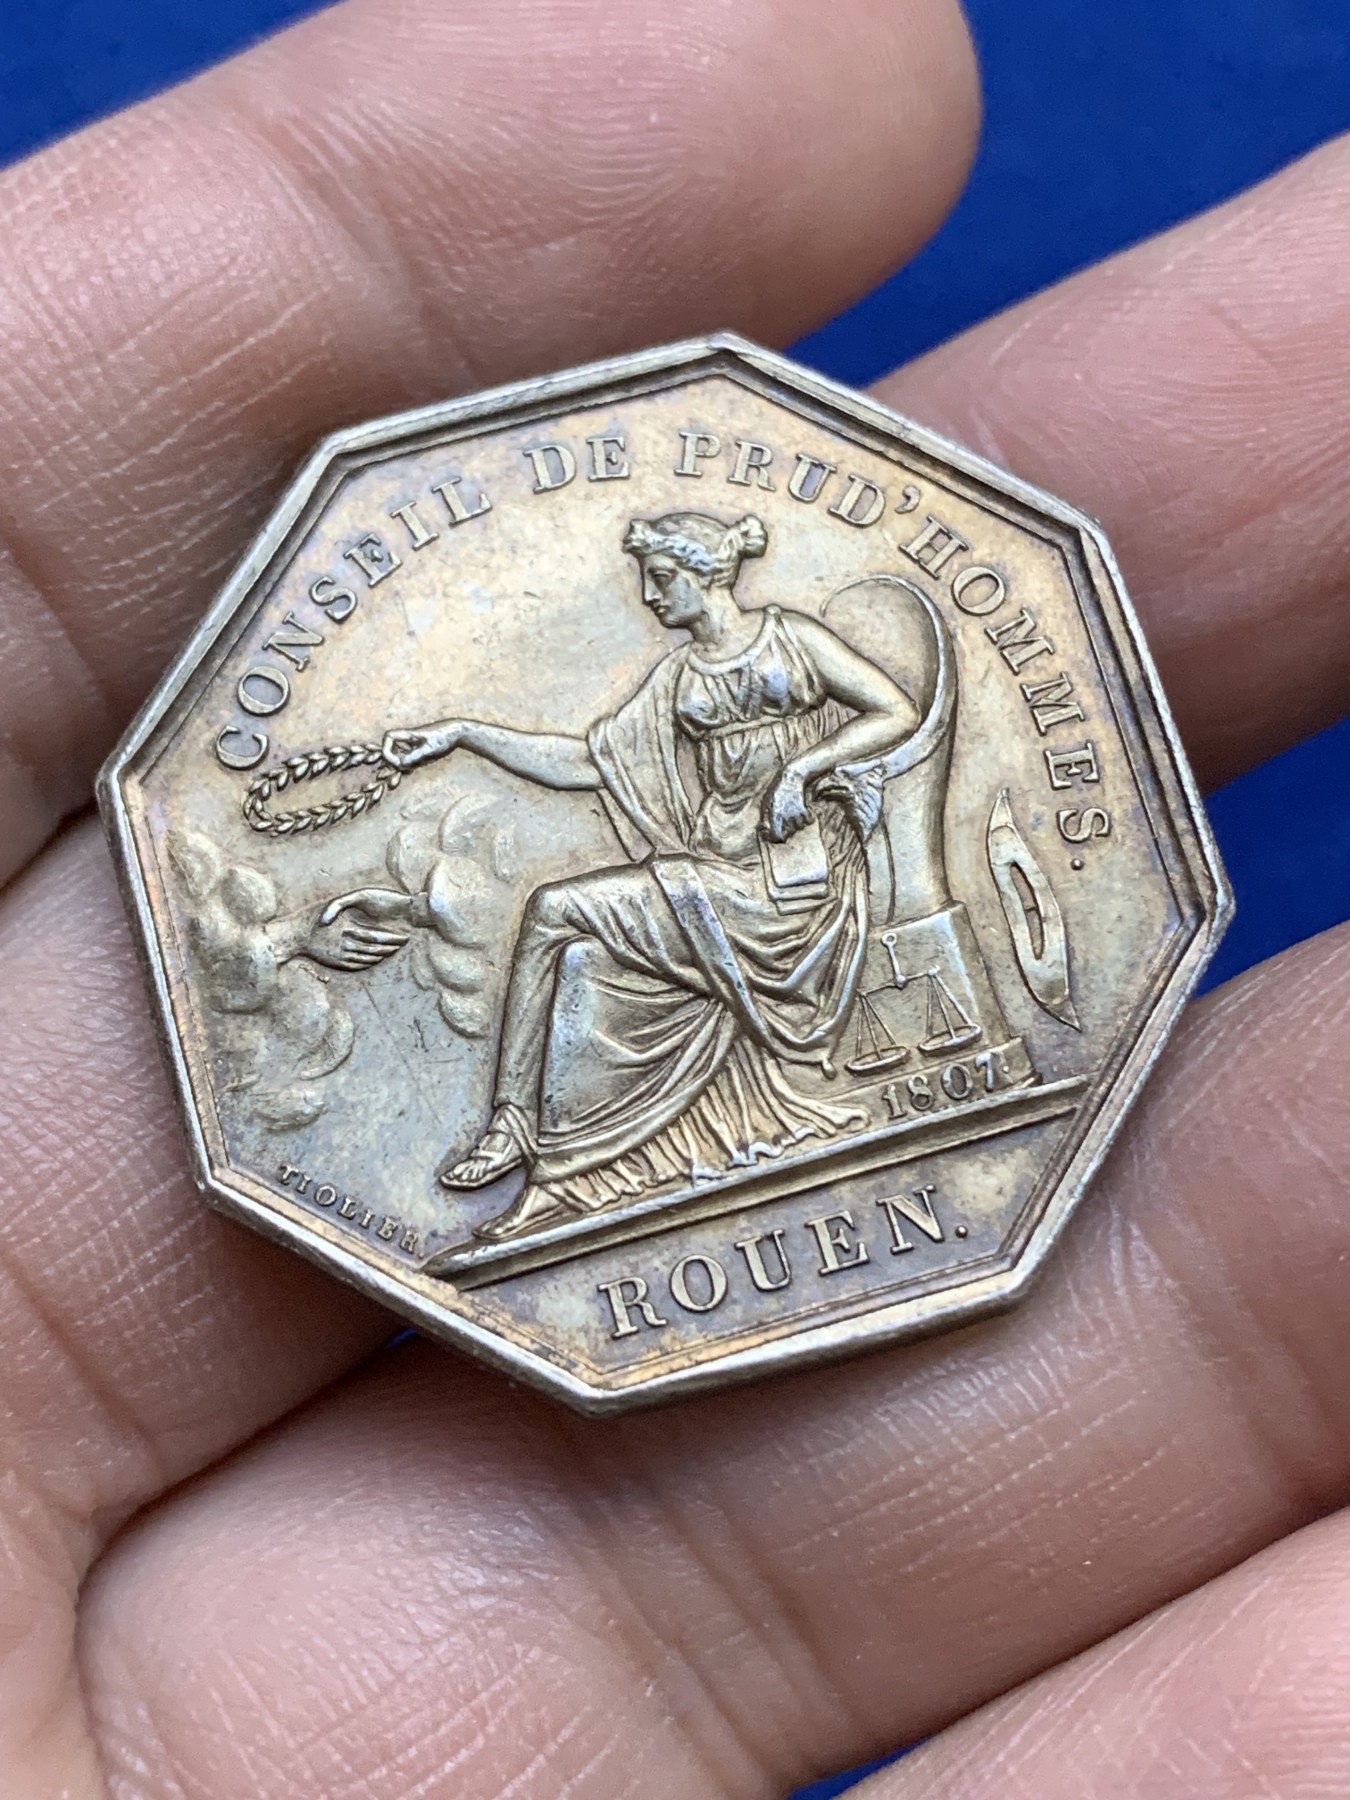 CONSEIL DE PRUD'HOMMES.
1807.
TIOLIER.
ROUEN.